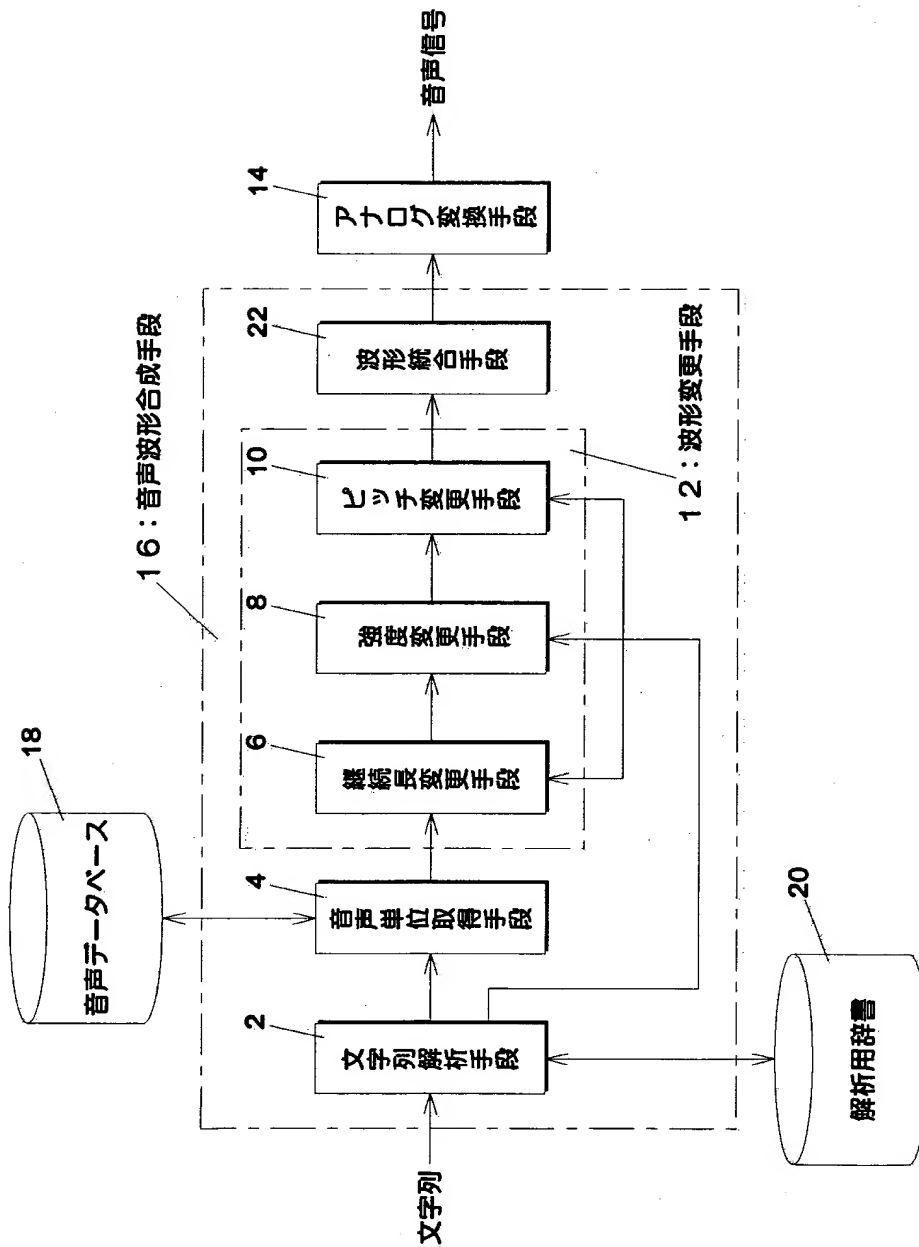 文字列
2
文字列解析手段
20
解析用辞書
4
音声単位取得手段
18
音声データベース
16：音声波形合成手段
6
継続長変更手段
8
強度変更手段
10
ピッチ変更手段
12：波形変更手段
22
波形統合手段
14
アナログ変換手段
音声信号